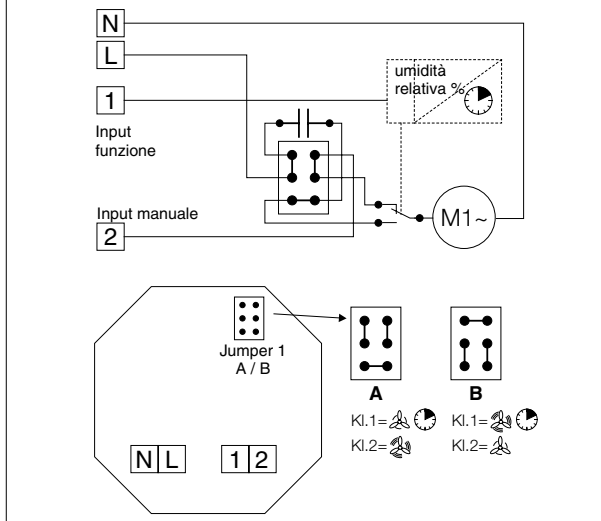 N
L
umidità
relativa %
1
Input
funzione
Input manuale
2
M1~
Jumper 1
A / B
A
B
Kl.1=
Kl.1=
Kl.2=
Kl.2=
N L
1 2